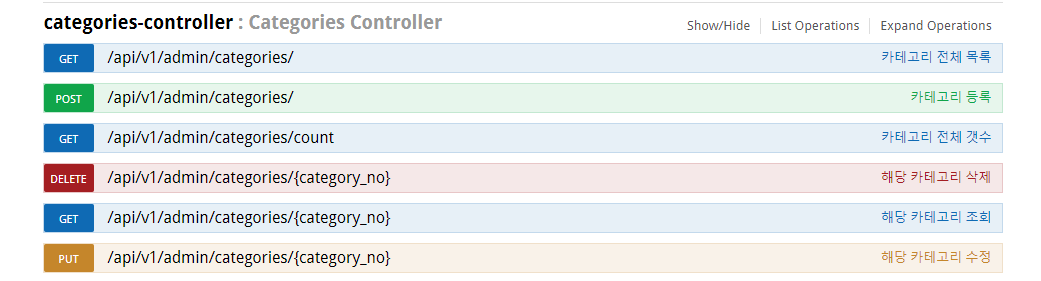 categories-controller : Categories Controller Show/Hide List Operations Expand Operations
GET /api/v1/admin/categories/ 카테고리 전체 목록
POST /api/v1/admin/categories/ 카테고리 등록
GET /api/v1/admin/categories/count 카테고리 전체 갯수
DELETE /api/v1/admin/categories/{category_no} 해당 카테고리 삭제
GET /api/v1/admin/categories/{category_no} 해당 카테고리 조회
PUT /api/v1/admin/categories/{category_no} 해당 카테고리 수정